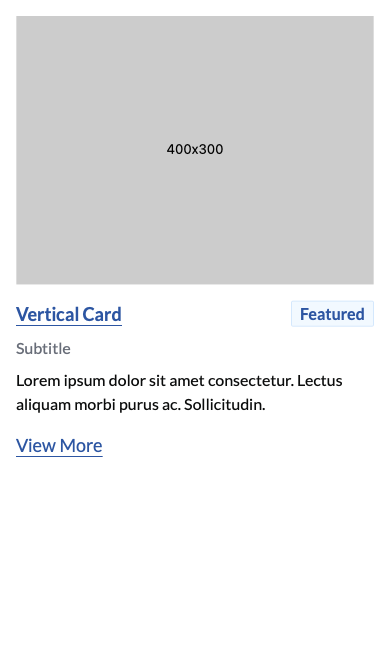 400x300
Vertical Card
Featured
Subtitle
Lorem ipsum dolor sit amet consectetur. Lectus
aliquam morbi purus ac. Sollicitudin.
View More